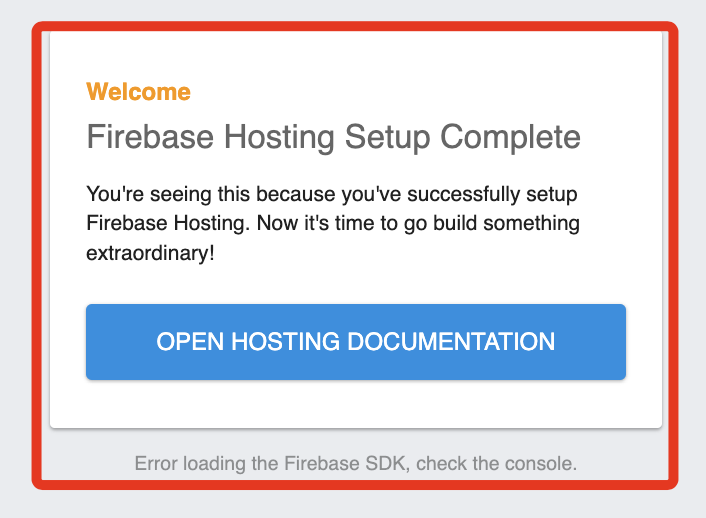 Welcome
Firebase Hosting Setup Complete
You're seeing this because you've successfully setup
Firebase Hosting. Now it's time to go build something
extraordinary!
OPEN HOSTING DOCUMENTATION
Error loading the Firebase SDK, check the console.